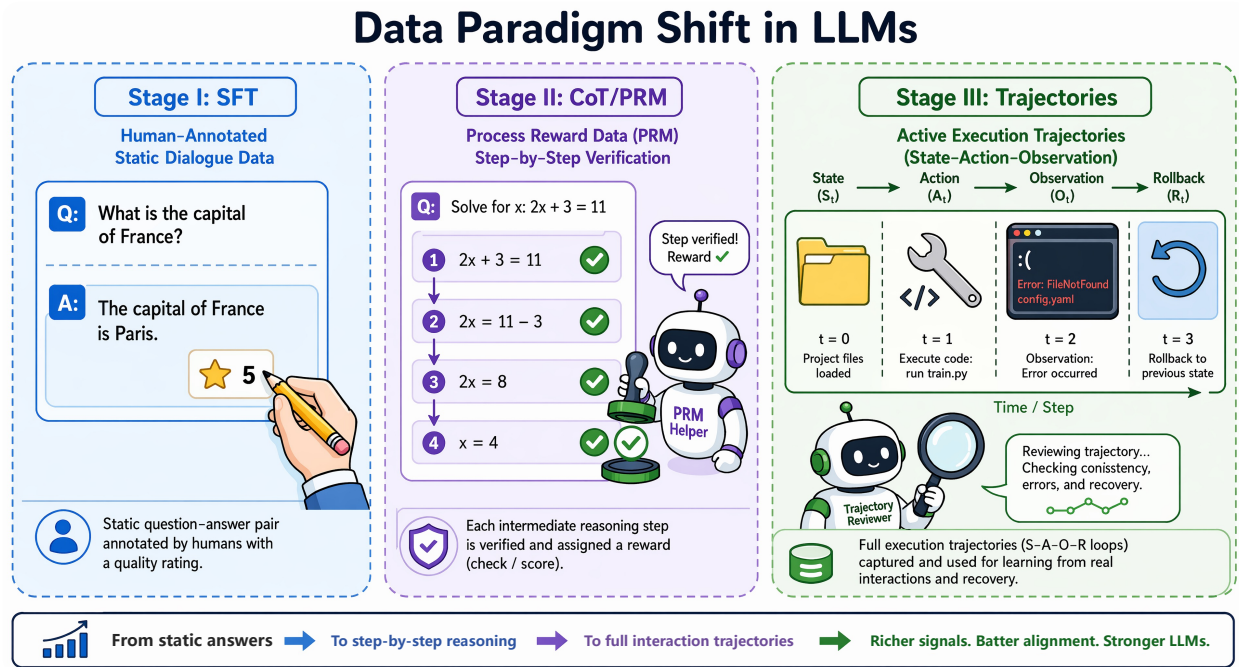 Data Paradigm Shift in LLMs
Stage I: SFT
Human-Annotated
Static Dialogue Data
Q:
What is the capital
of France?
A:
The capital of France
is Paris.
5
Static question-answer pair
annotated by humans with
a quality rating.
Stage II: CoT/PRM
Process Reward Data (PRM)
Step-by-Step Verification
Q:
Solve for x: 2x + 3 = 11
1
2x + 3 = 11
2
2x = 11 − 3
3
2x = 8
4
x = 4
Step verified!
Reward ✓
PRM
Helper
Each intermediate reasoning step
is verified and assigned a reward
(check / score).
Stage III: Trajectories
Active Execution Trajectories
(State-Action-Observation)
State
(Sₜ)
Action
(Aₜ)
Observation
(Oₜ)
Rollback
(Rₜ)
</>
:(
Error: FileNotFound
config.yaml
t = 0
Project files
loaded
t = 1
Execute code:
run train.py
t = 2
Observation:
Error occurred
t = 3
Rollback to
previous state
Time / Step
Trajectory
Reviewer
Reviewing trajectory...
Checking conisstency,
errors, and recovery.
Full execution trajectories (S-A-O-R loops)
captured and used for learning from real
interactions and recovery.
From static answers
To step-by-step reasoning
To full interaction trajectories
Richer signals. Batter alignment. Stronger LLMs.